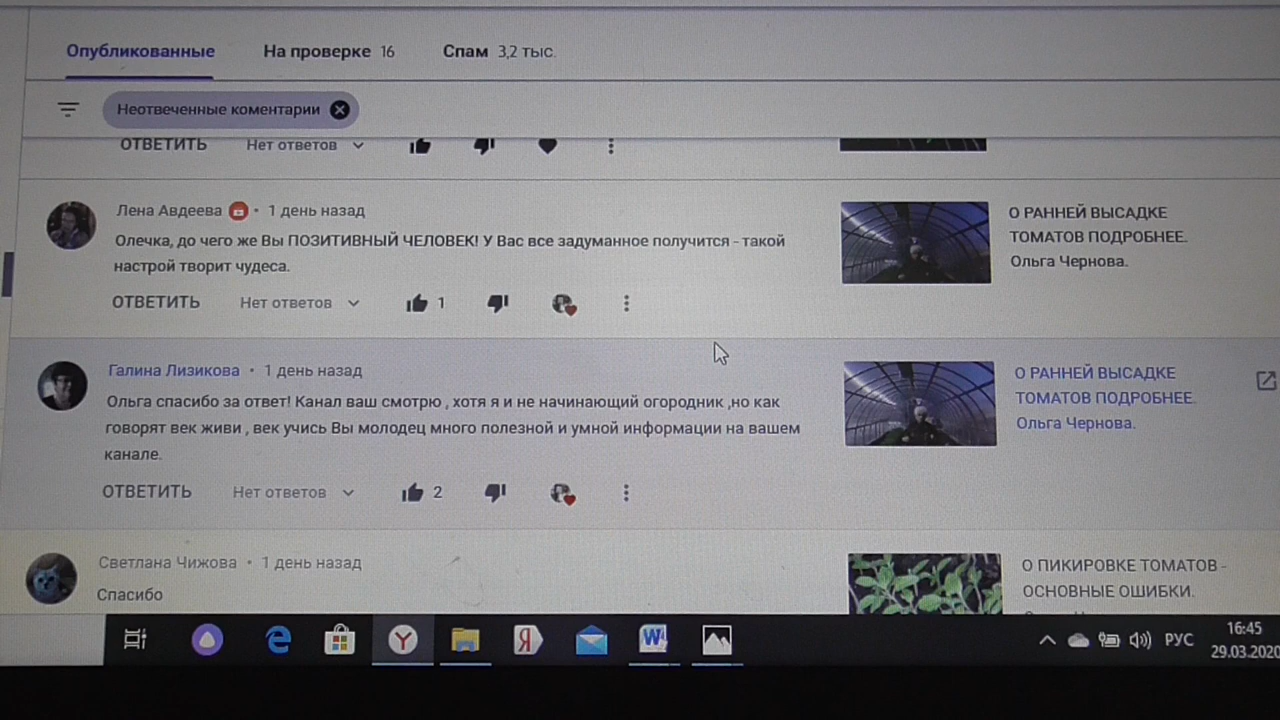 Опубликованные На проверке 16 Спам 3,2 тыс.
Неотвеченные коментарии
ОТВЕТИТЬ Нет ответов
Лена Авдеева • 1 день назад
Олечка, до чего же Вы ПОЗИТИВНЫЙ ЧЕЛОВЕК! У Вас все задуманное получится - такой
настрой творит чудеса.
ОТВЕТИТЬ Нет ответов 1
О РАННЕЙ ВЫСАДКЕ
ТОМАТОВ ПОДРОБНЕЕ.
Ольга Чернова.
Галина Лизикова • 1 день назад
Ольга спасибо за ответ! Канал ваш смотрю , хотя я и не начинающий огородник ,но как
говорят век живи , век учись Вы молодец много полезной и умной информации на вашем
канале.
ОТВЕТИТЬ Нет ответов 2
О РАННЕЙ ВЫСАДКЕ
ТОМАТОВ ПОДРОБНЕЕ.
Ольга Чернова.
Светлана Чижова • 1 день назад
Спасибо
О ПИКИРОВКЕ ТОМАТОВ -
ОСНОВНЫЕ ОШИБКИ.
Y Я W РУС
16:45
29.03.2020